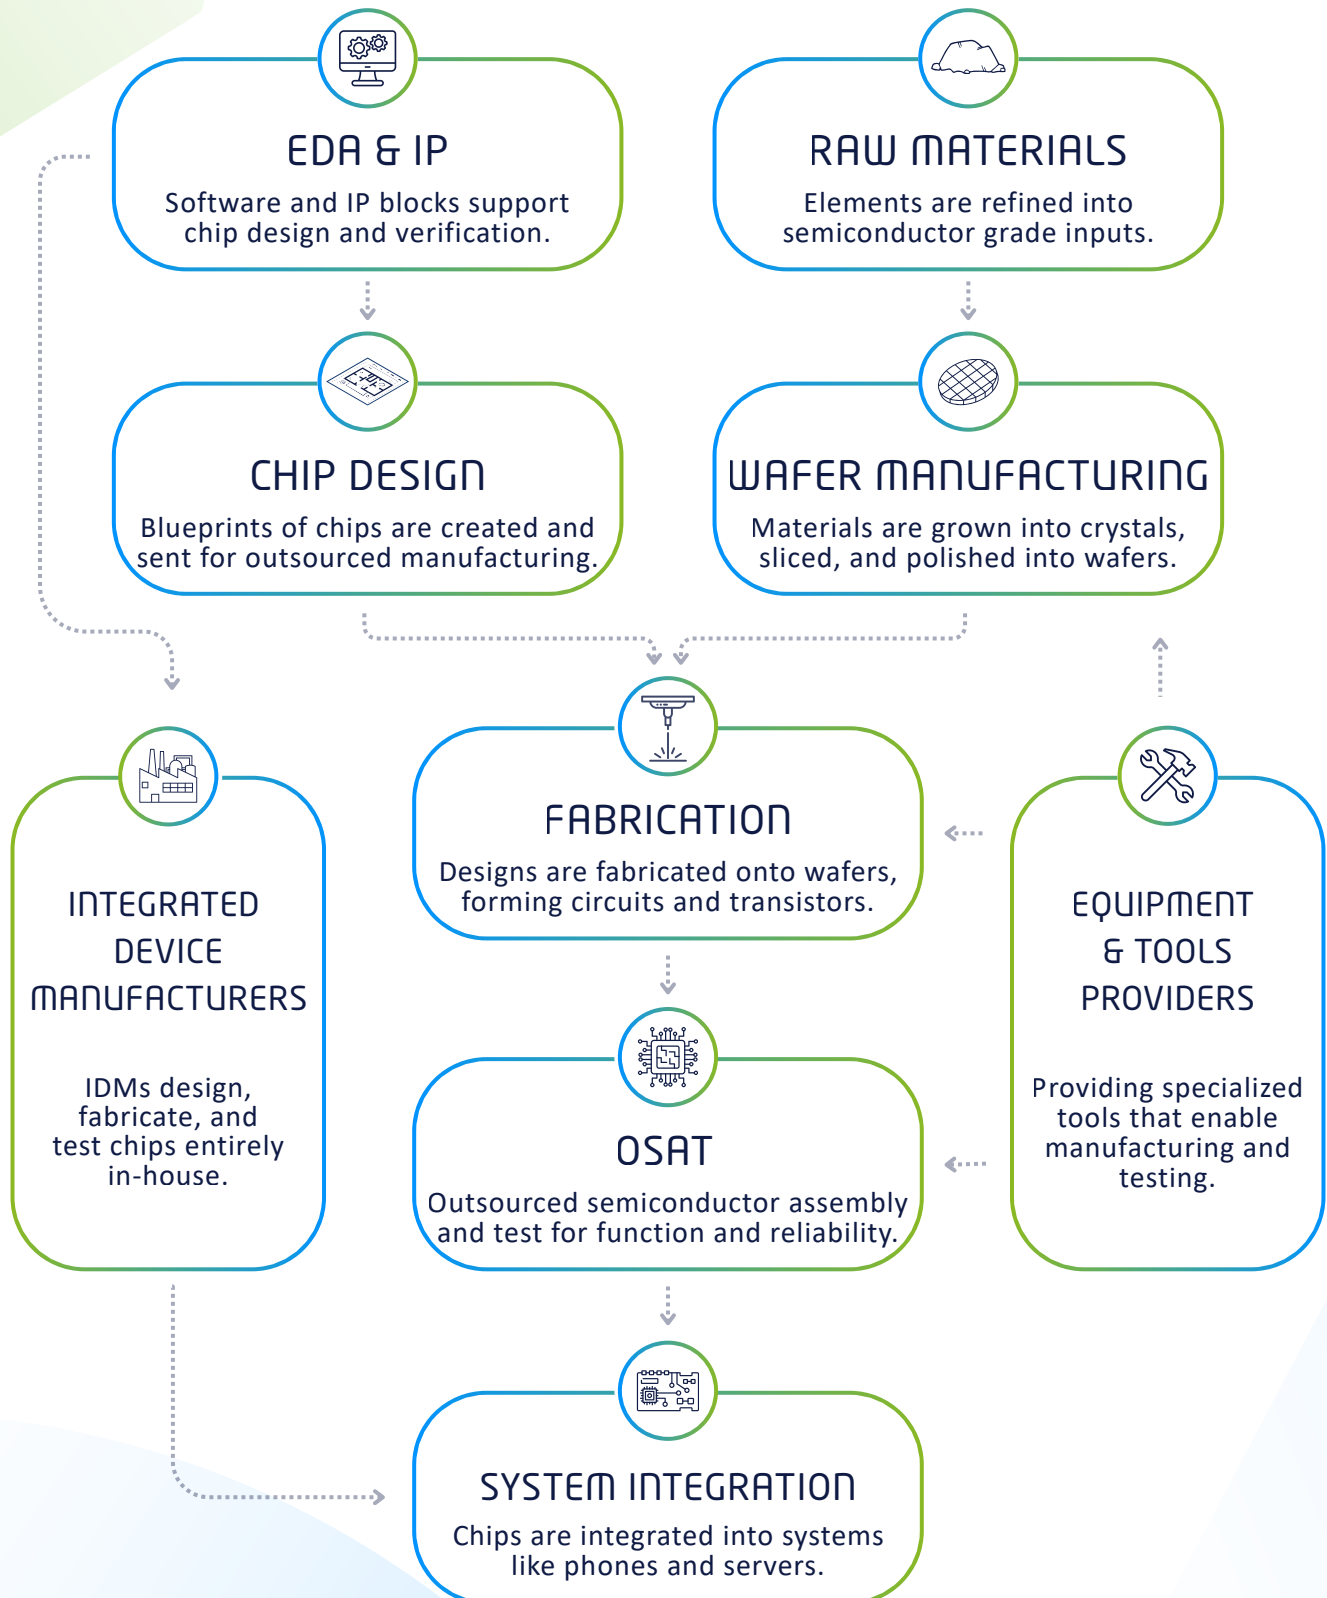 EDA & IP
Software and IP blocks support
chip design and verification.
RAW MATERIALS
Elements are refined into
semiconductor grade inputs.
CHIP DESIGN
Blueprints of chips are created and
sent for outsourced manufacturing.
WAFER MANUFACTURING
Materials are grown into crystals,
sliced, and polished into wafers.
INTEGRATED
DEVICE
MANUFACTURERS
IDMs design,
fabricate, and
test chips entirely
in-house.
FABRICATION
Designs are fabricated onto wafers,
forming circuits and transistors.
EQUIPMENT
& TOOLS
PROVIDERS
Providing specialized
tools that enable
manufacturing and
testing.
OSAT
Outsourced semiconductor assembly
and test for function and reliability.
SYSTEM INTEGRATION
Chips are integrated into systems
like phones and servers.